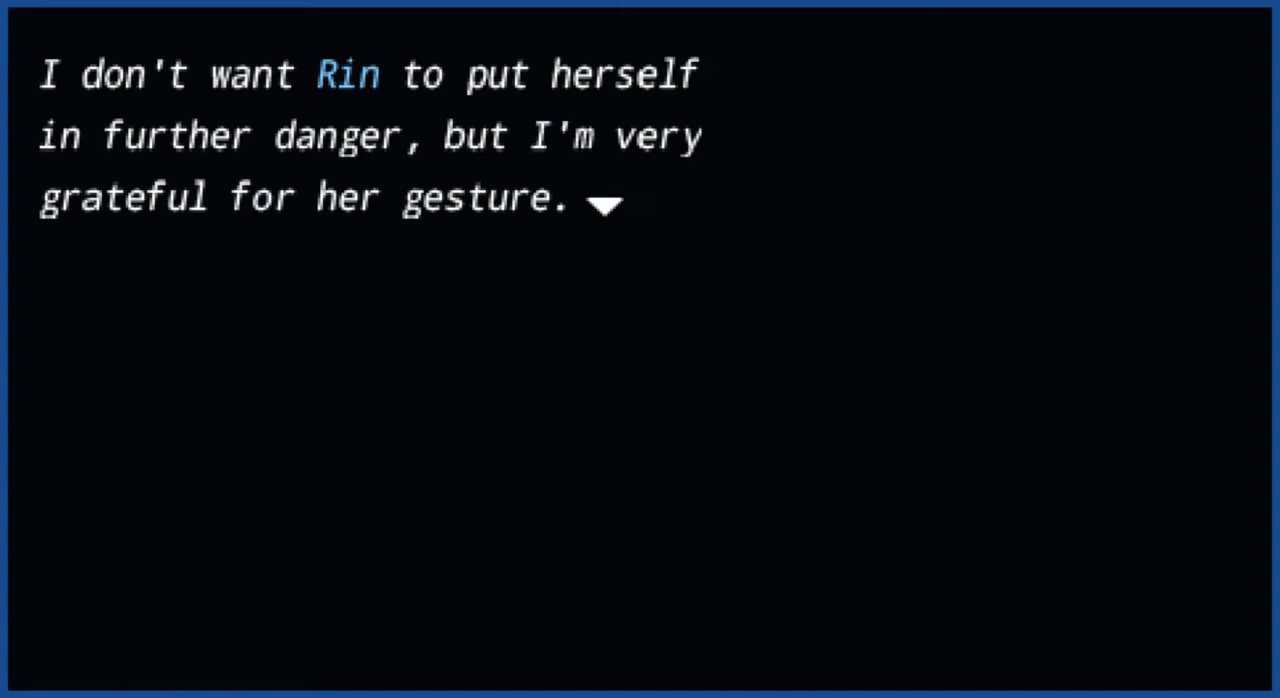 I don't want Rin to put herself
in further danger, but I'm very
grateful for her gesture.